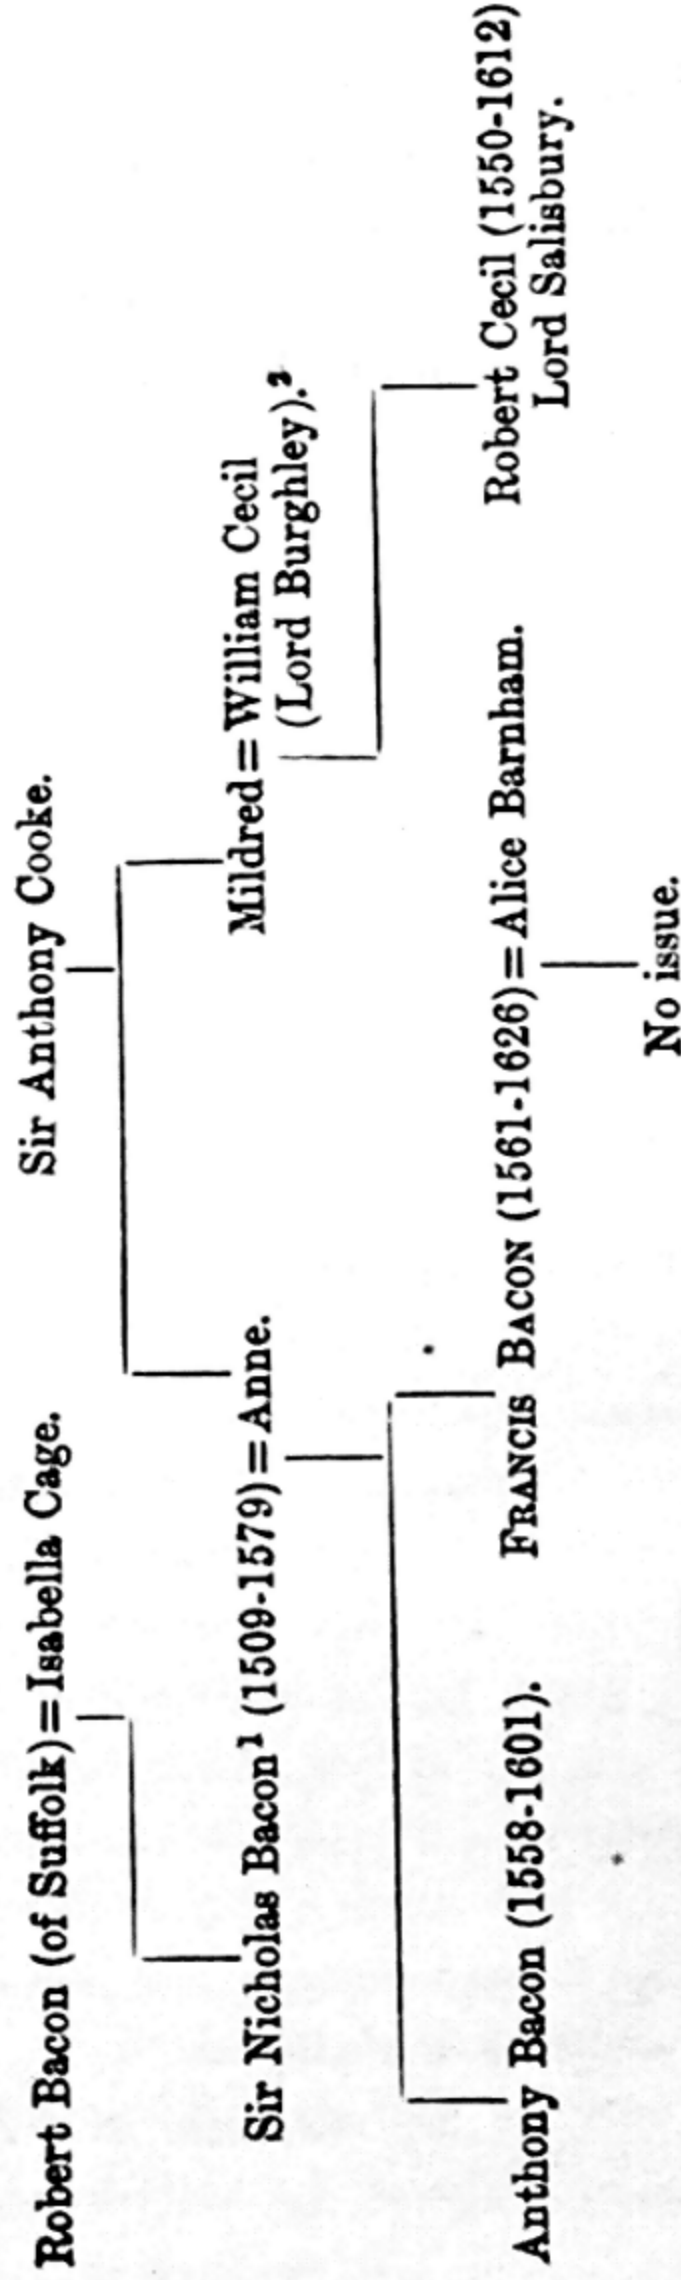 Robert Bacon (of Suffolk)=Isabella Cage.
Sir Anthony Cooke.
Sir Nicholas Bacon¹ (1509-1579)=Anne.
Mildred=William Cecil
(Lord Burghley).²
Anthony Bacon (1558-1601).
FRANCIS BACON (1561-1626)=Alice Barnham.
Robert Cecil (1550-1612)
Lord Salisbury.
No issue.